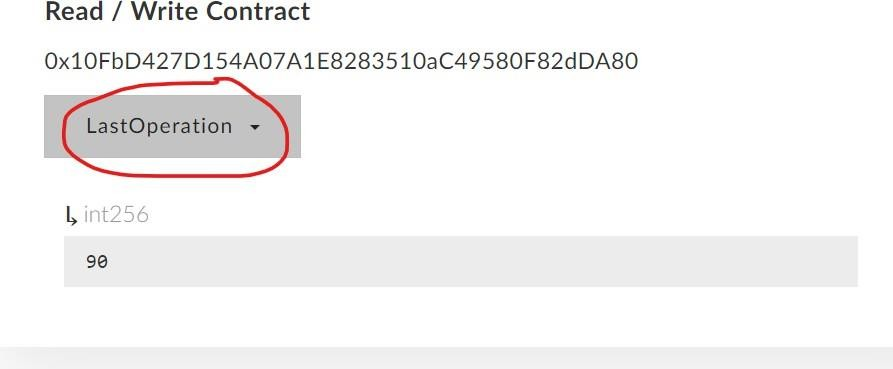 Read / Write Contract
0x10FbD427D154A07A1E8283510aC49580F82dDA80
LastOperation
int256
90